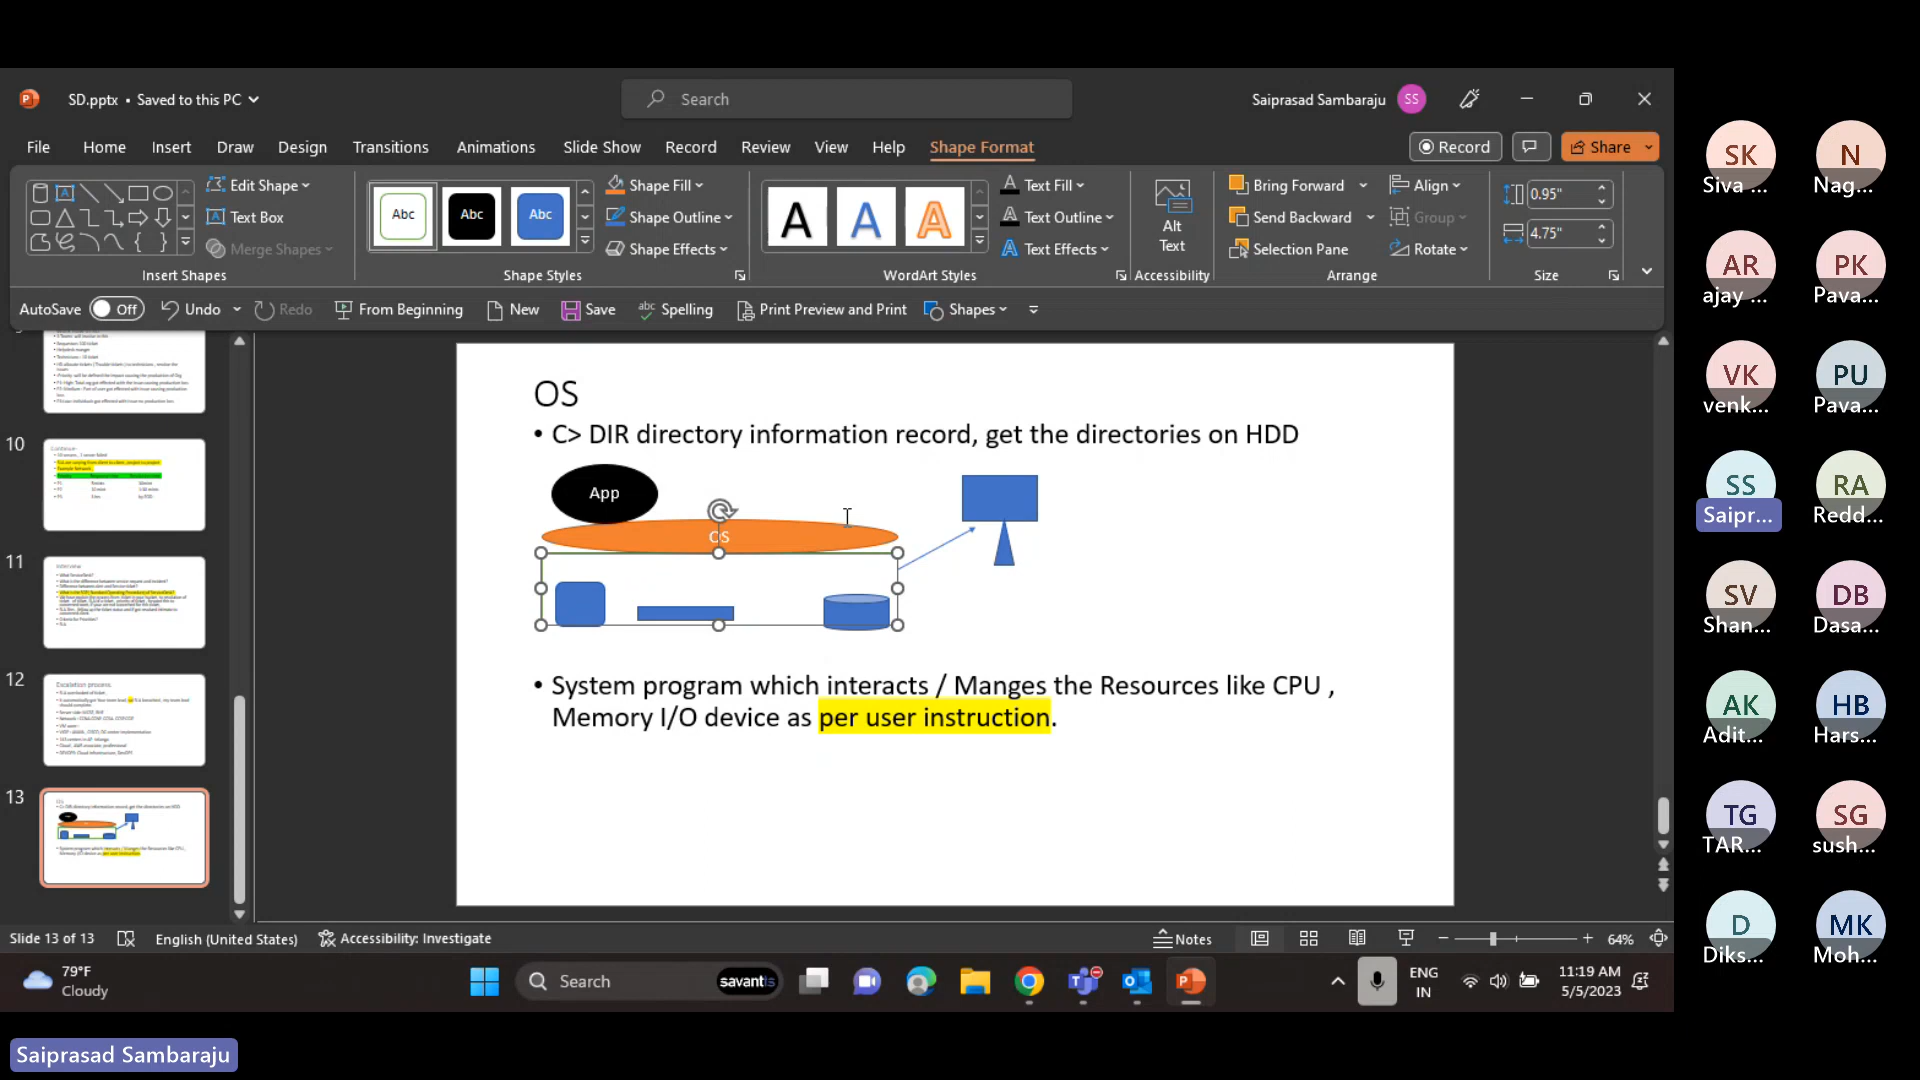 SD.pptx • Saved to this PC
Search
Saiprasad Sambaraju
SS
File
Home
Insert
Draw
Design
Transitions
Animations
Slide Show
Record
Review
View
Help
Shape Format
Record
Share
Edit Shape
Text Box
Merge Shapes
Insert Shapes
Abc
Abc
Abc
Shape Fill
Shape Outline
Shape Effects
Shape Styles
A
A
A
Text Fill
Text Outline
Text Effects
WordArt Styles
Alt
Text
Accessibility
Bring Forward
Send Backward
Selection Pane
Align
Group
Rotate
Arrange
0.95"
4.75"
Size
AutoSave
Off
Undo
Redo
From Beginning
New
Save
Spelling
Print Preview and Print
Shapes
10
11
12
13
OS
• C> DIR directory information record, get the directories on HDD
App
OS
• System program which interacts / Manges the Resources like CPU ,
Memory I/O device as per user instruction.
Slide 13 of 13
English (United States)
Accessibility: Investigate
Notes
64%
79°F
Cloudy
Search
savantis
ENG
IN
11:19 AM
5/5/2023
SK
Siva ...
N
Nag...
AR
ajay ...
PK
Pava...
VK
venk...
PU
Pava...
SS
Saipr...
RA
Redd...
SV
Shan...
DB
Dasa...
AK
Adit...
HB
Hars...
TG
TAR...
SG
sush...
D
Diks...
MK
Moh...
Saiprasad Sambaraju